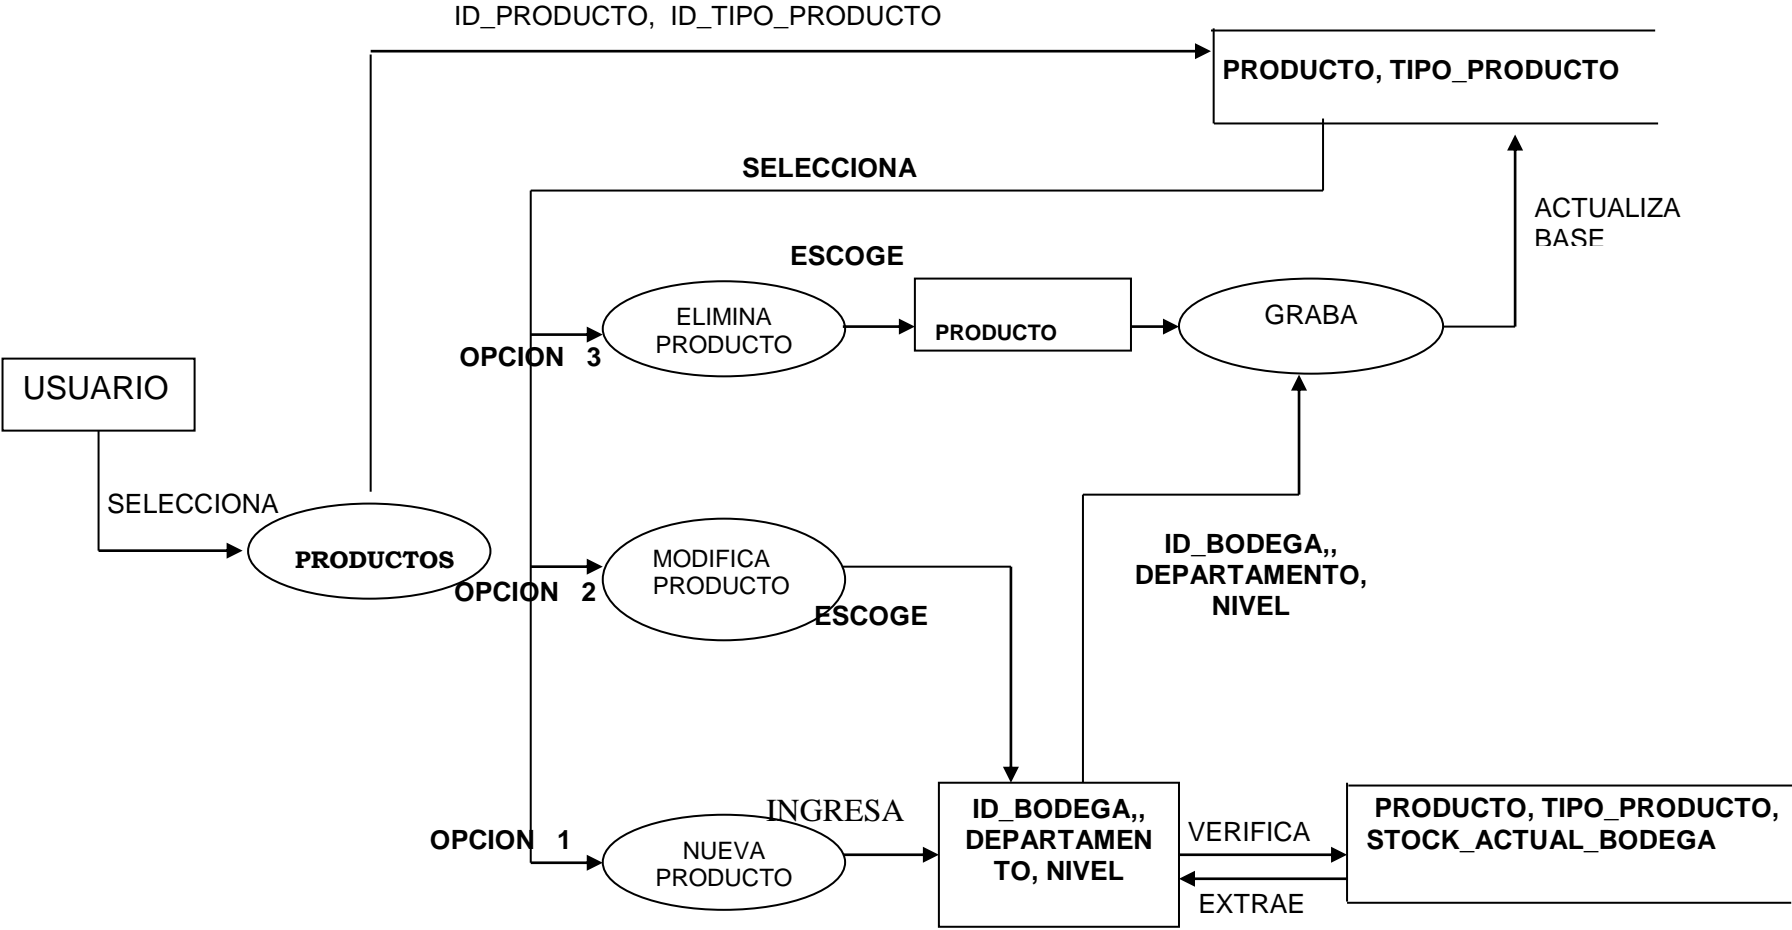 ID_PRODUCTO, ID_TIPO_PRODUCTO
PRODUCTO, TIPO_PRODUCTO
SELECCIONA
ACTUALIZA
BASE
ESCOGE
ELIMINA
PRODUCTO
PRODUCTO
GRABA
OPCION 3
USUARIO
SELECCIONA
PRODUCTOS
MODIFICA
PRODUCTO
OPCION 2
ESCOGE
ID_BODEGA,,
DEPARTAMENTO,
NIVEL
INGRESA
OPCION 1
NUEVA
PRODUCTO
ID_BODEGA,,
DEPARTAMEN
TO, NIVEL
VERIFICA
EXTRAE
PRODUCTO, TIPO_PRODUCTO,
STOCK_ACTUAL_BODEGA